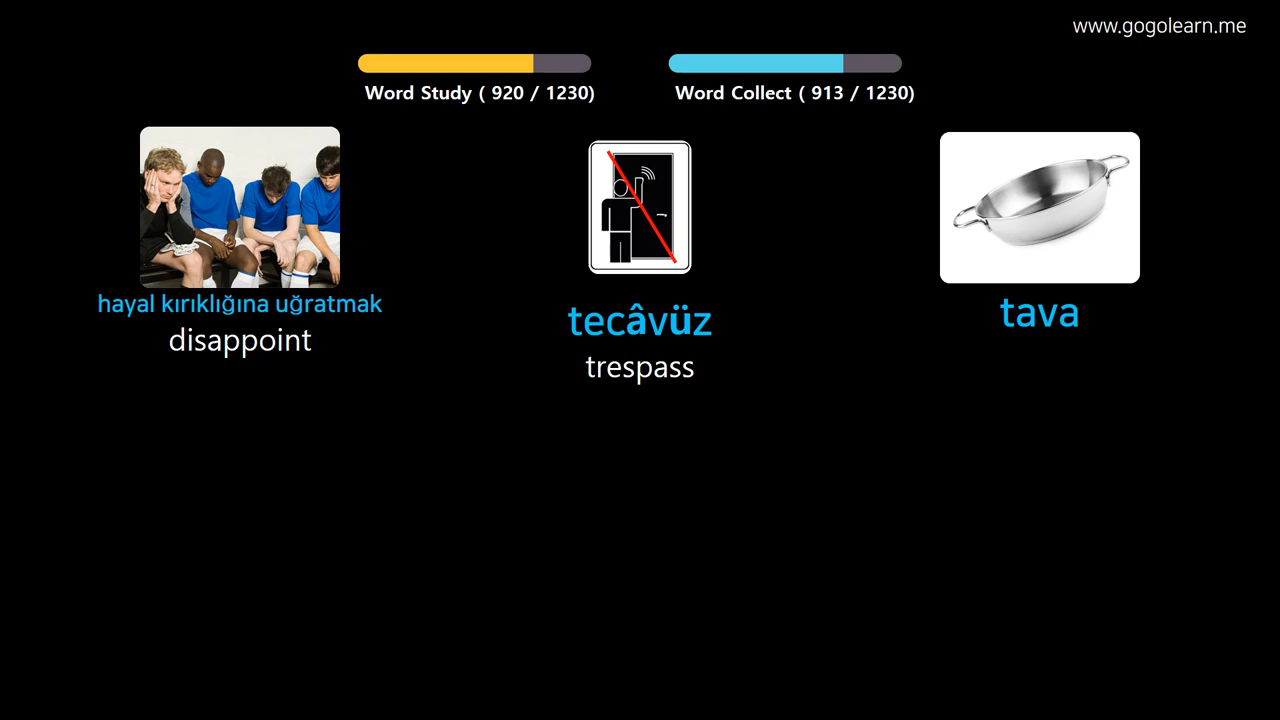 www.gogolearn.me
Word Study ( 920 / 1230)
Word Collect ( 913 / 1230)
hayal kırıklığına uğratmak
disappoint
tecâvüz
trespass
tava